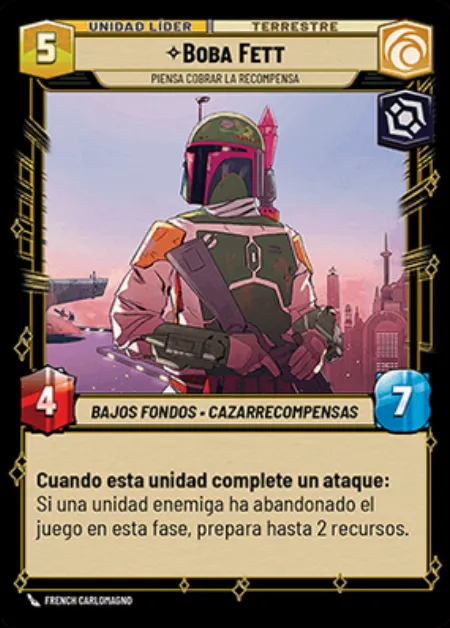 UNIDAD LÍDER
TERRESTRE
5
BOBA FETT
PIENSA COBRAR LA RECOMPENSA
4
BAJOS FONDOS • CAZARRECOMPENSAS
7
Cuando esta unidad complete un ataque:
Si una unidad enemiga ha abandonado el
juego en esta fase, prepara hasta 2 recursos.
FRENCH CARLOMAGNO